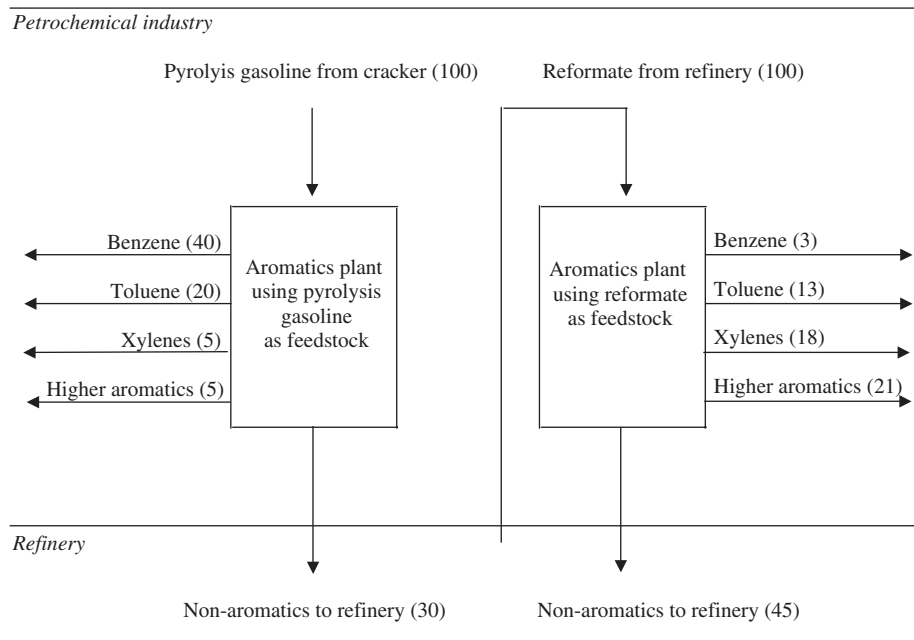 Petrochemical industry
Pyrolyis gasoline from cracker (100)
Reformate from refinery (100)
Benzene (40)
Toluene (20)
Xylenes (5)
Higher aromatics (5)
Aromatics plant
using pyrolysis
gasoline
as feedstock
Aromatics plant
using reformate
as feedstock
Benzene (3)
Toluene (13)
Xylenes (18)
Higher aromatics (21)
Refinery
Non-aromatics to refinery (30)
Non-aromatics to refinery (45)